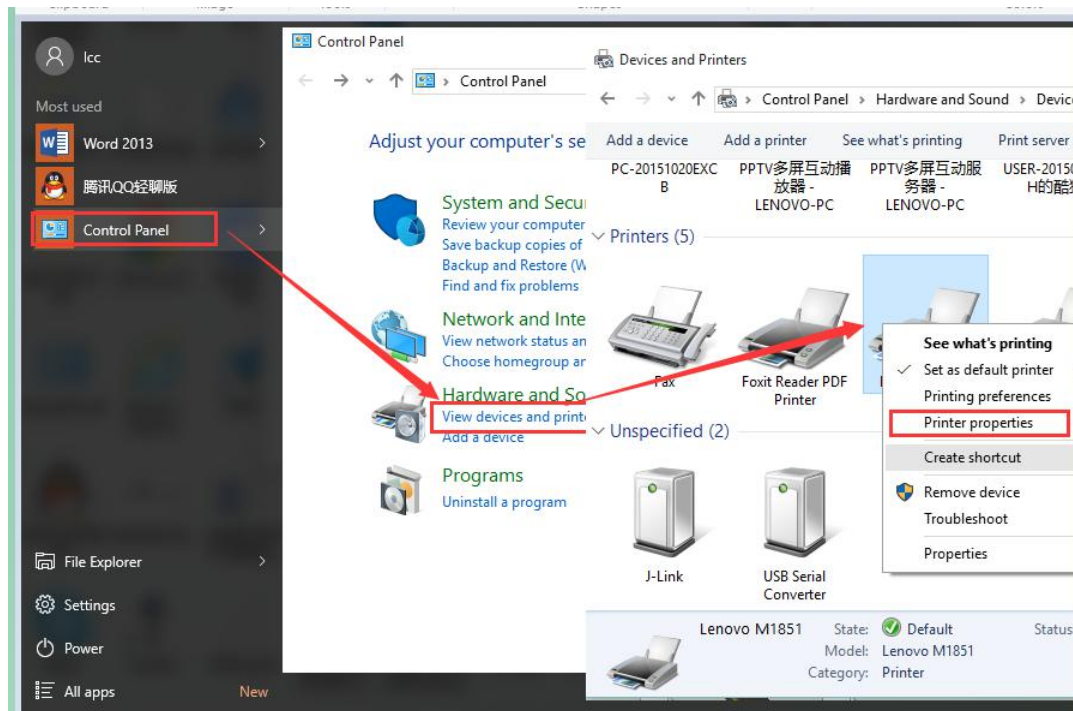 lcc
Most used
Word 2013
腾讯QQ轻聊版
Control Panel
File Explorer
Settings
Power
All apps
New
Control Panel
Control Panel
Adjust your computer's se
System and Secu
Review your computer
Save backup copies of
Backup and Restore (W
Find and fix problems
Network and Inte
View network status an
Choose homegroup an
Hardware and So
View devices and printe
Add a device
Programs
Uninstall a program
Devices and Printers
Control Panel > Hardware and Sound > Device
Add a device
Add a printer
See what's printing
Print server
PC-20151020EXC
B
PPTV多屏互动播
放器 -
LENOVO-PC
PPTV多屏互动服
务器 -
LENOVO-PC
USER-20150
H的酷
Printers (5)
Fax
Foxit Reader PDF
Printer
See what's printing
Set as default printer
Printing preferences
Printer properties
Create shortcut
Remove device
Troubleshoot
Properties
Unspecified (2)
J-Link
USB Serial
Converter
Lenovo M1851
State: Default
Status
Model: Lenovo M1851
Category: Printer